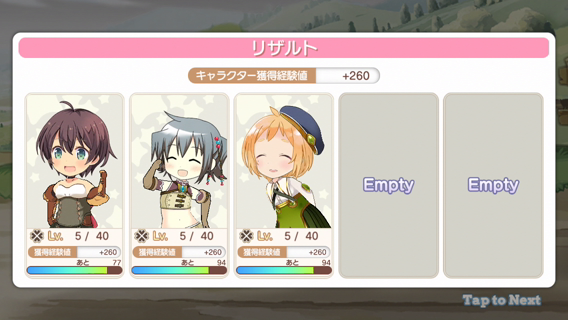 リザルト
キャラクター獲得経験値 +260
Lv. 5 / 40
獲得経験値 +260
あと 77
Lv. 5 / 40
獲得経験値 +260
あと 94
Lv. 5 / 40
獲得経験値 +260
あと 94
Empty
Empty
Tap to Next